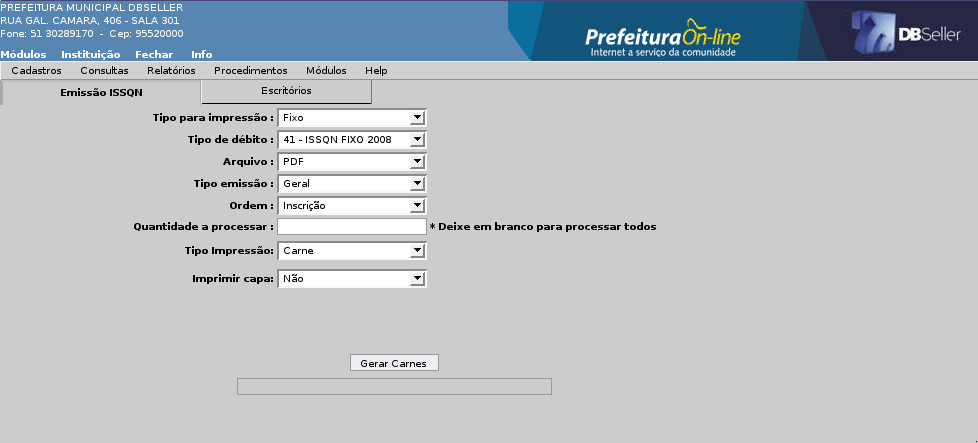 PREFEITURA MUNICIPAL DBSELLER
RUA GAL. CAMARA, 406 - SALA 301
Fone: 51 30289170 - Cep: 95520000
Módulos Instituição Fechar Info
PrefeituraOn-line
Internet a serviço da comunidade
DBSeller
Cadastros Consultas Relatórios Procedimentos Módulos Help
Emissão ISSQN Escritórios
Tipo para impressão : Fixo
Tipo de débito : 41 - ISSQN FIXO 2008
Arquivo : PDF
Tipo emissão : Geral
Ordem : Inscrição
Quantidade a processar : * Deixe em branco para processar todos
Tipo Impressão: Carne
Imprimir capa: Não
Gerar Carnes